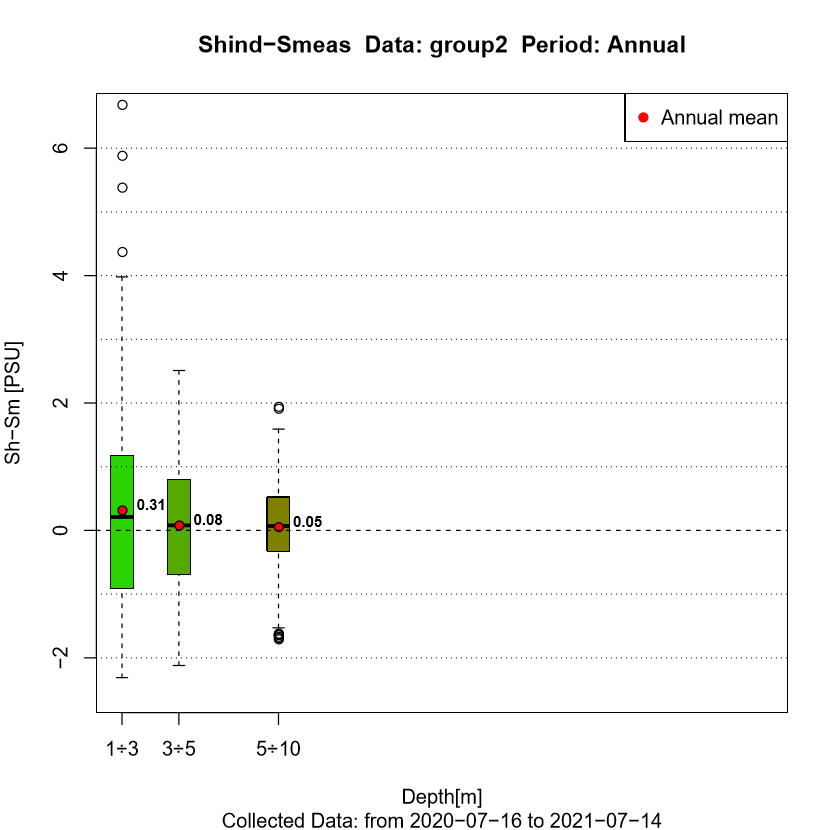 Shind−Smeas  Data: group2  Period: Annual
Annual mean
Sh−Sm [PSU]
6
4
2
0
−2
0.31
0.08
0.05
1÷3 3÷5 5÷10
Depth[m]
Collected Data: from 2020−07−16 to 2021−07−14